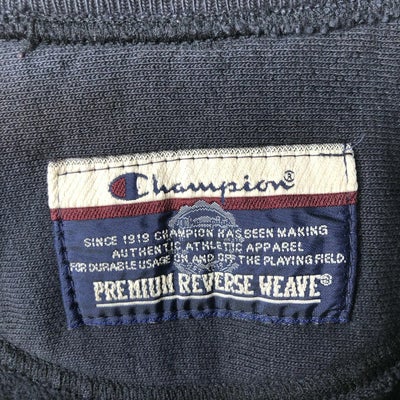 Champion®
SINCE 1919 CHAMPION HAS BEEN MAKING
AUTHENTIC ATHLETIC APPAREL
FOR DURABLE USAGE ON AND OFF THE PLAYING FIELD.
PREMIUM REVERSE WEAVE®